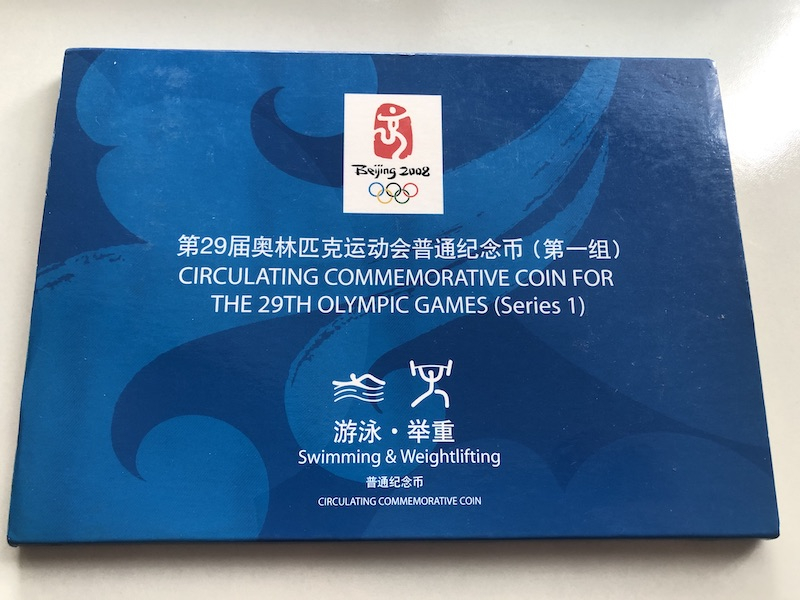 Beijing 2008
第29届奥林匹克运动会普通纪念币（第一组）
CIRCULATING COMMEMORATIVE COIN FOR
THE 29TH OLYMPIC GAMES (Series 1)
游泳·举重
Swimming & Weightlifting
普通纪念币
CIRCULATING COMMEMORATIVE COIN